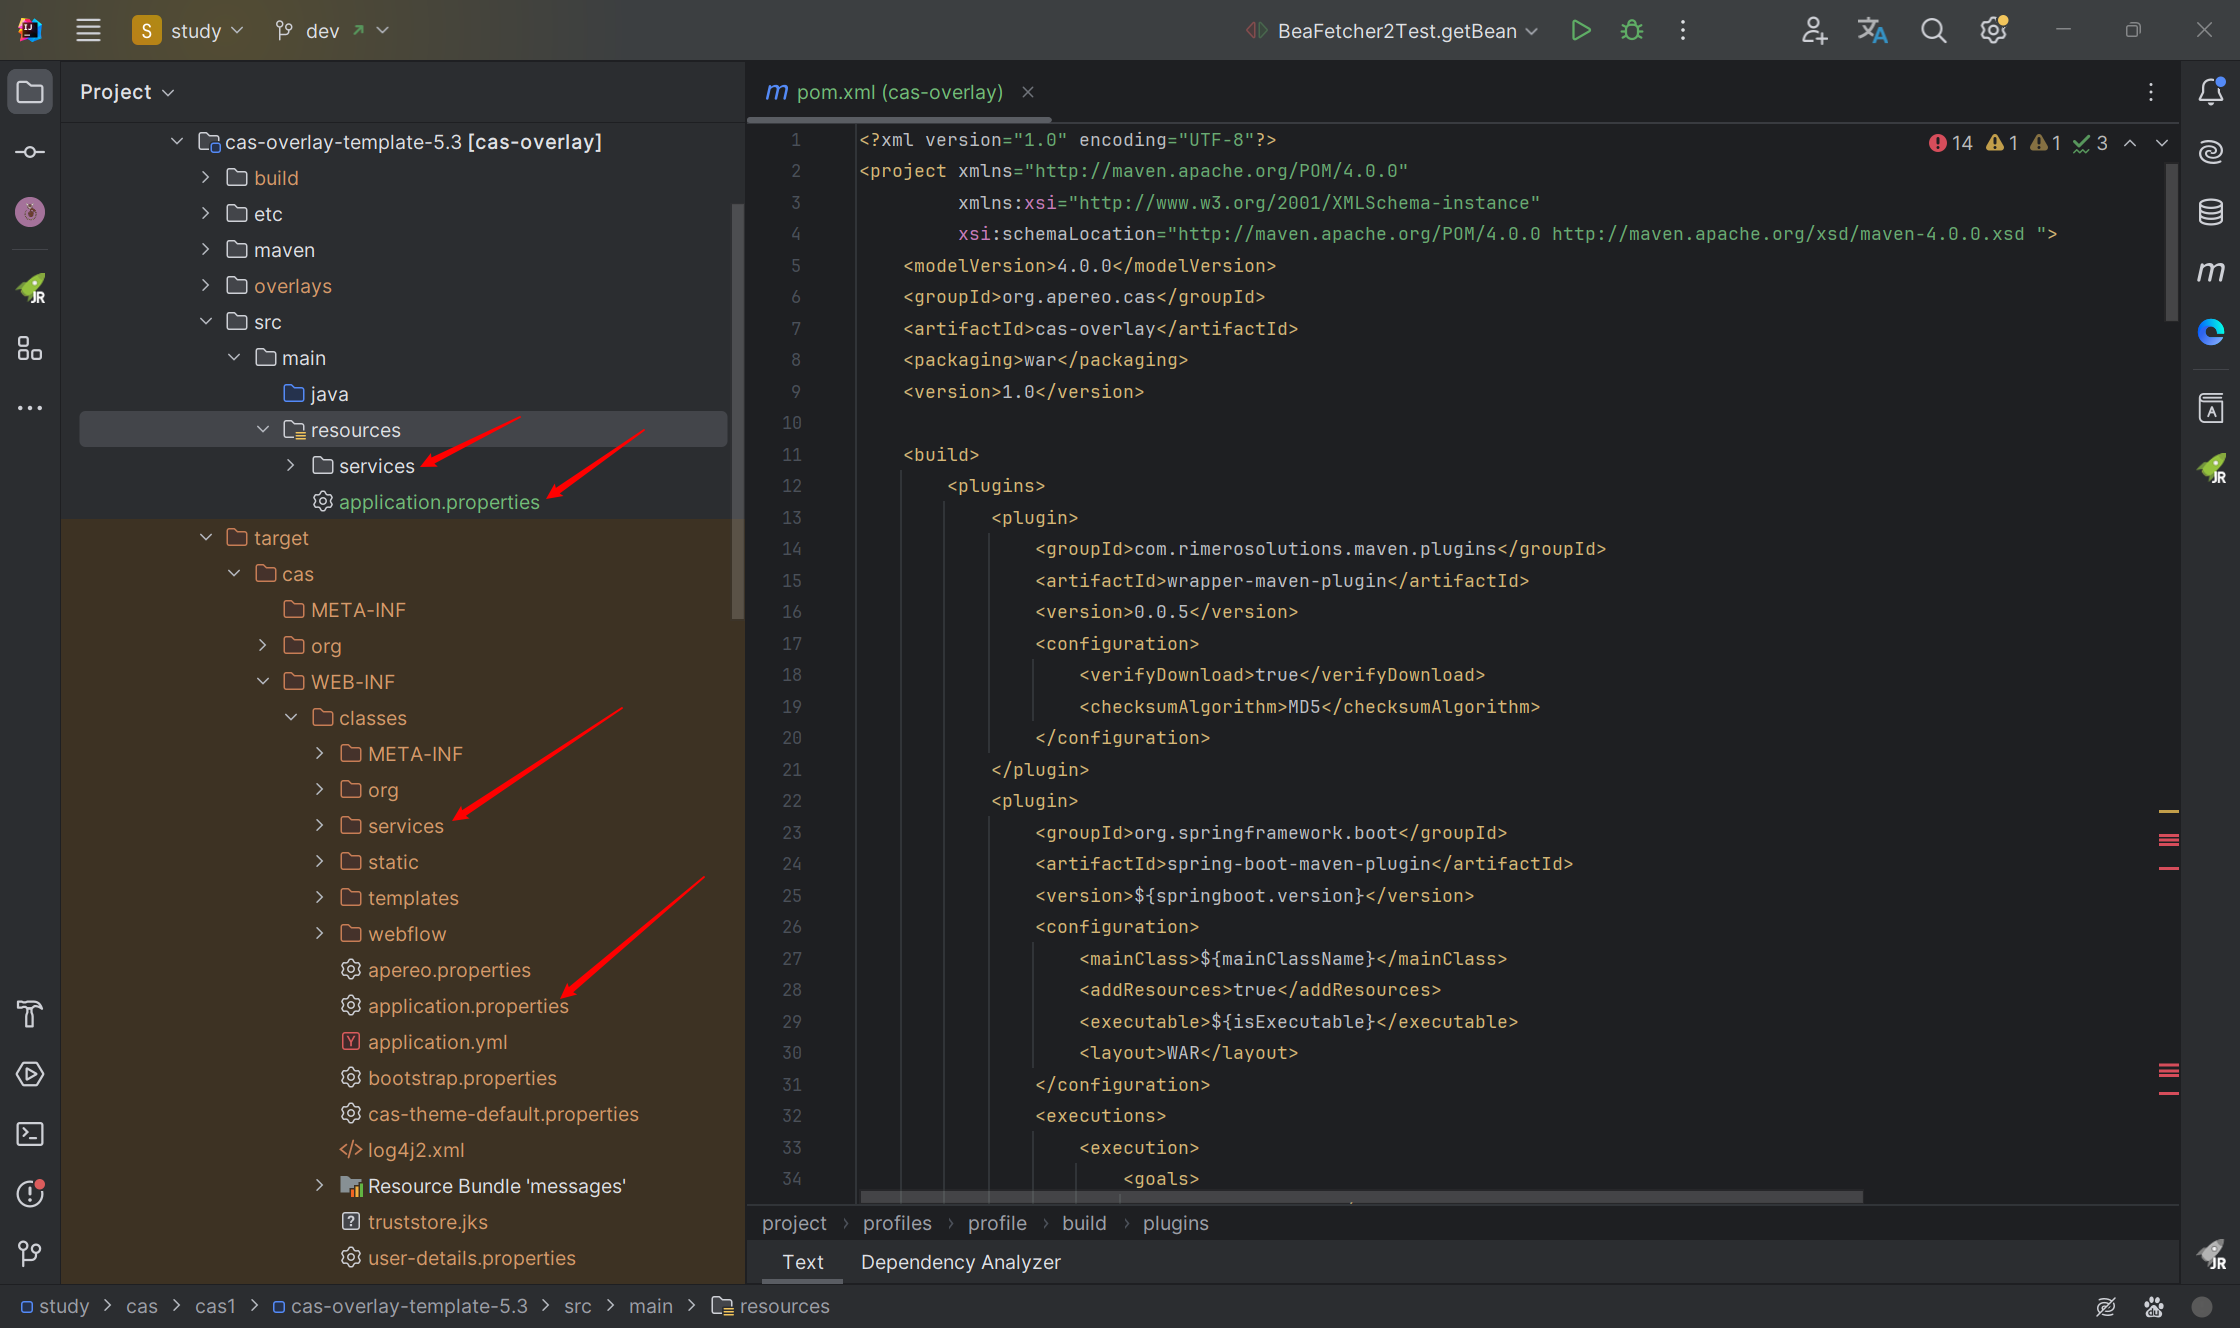 S study dev BeaFetcher2Test.getBean
Project
cas-overlay-template-5.3 [cas-overlay]
build
etc
maven
overlays
src
main
java
resources
services
application.properties
target
cas
META-INF
org
WEB-INF
classes
META-INF
org
services
static
templates
webflow
apereo.properties
application.properties
application.yml
bootstrap.properties
cas-theme-default.properties
log4j2.xml
Resource Bundle 'messages'
truststore.jks
user-details.properties
m pom.xml (cas-overlay)
14 1 1 3
1 <?xml version="1.0" encoding="UTF-8"?>
2 <project xmlns="http://maven.apache.org/POM/4.0.0"
3 xmlns:xsi="http://www.w3.org/2001/XMLSchema-instance"
4 xsi:schemaLocation="http://maven.apache.org/POM/4.0.0 http://maven.apache.org/xsd/maven-4.0.0.xsd ">
5 <modelVersion>4.0.0</modelVersion>
6 <groupId>org.apereo.cas</groupId>
7 <artifactId>cas-overlay</artifactId>
8 <packaging>war</packaging>
9 <version>1.0</version>
10
11 <build>
12 <plugins>
13 <plugin>
14 <groupId>com.rimerosolutions.maven.plugins</groupId>
15 <artifactId>wrapper-maven-plugin</artifactId>
16 <version>0.0.5</version>
17 <configuration>
18 <verifyDownload>true</verifyDownload>
19 <checksumAlgorithm>MD5</checksumAlgorithm>
20 </configuration>
21 </plugin>
22 <plugin>
23 <groupId>org.springframework.boot</groupId>
24 <artifactId>spring-boot-maven-plugin</artifactId>
25 <version>${springboot.version}</version>
26 <configuration>
27 <mainClass>${mainClassName}</mainClass>
28 <addResources>true</addResources>
29 <executable>${isExecutable}</executable>
30 <layout>WAR</layout>
31 </configuration>
32 <executions>
33 <execution>
34 <goals>
project › profiles › profile › build › plugins
Text Dependency Analyzer
study > cas > cas1 > cas-overlay-template-5.3 > src > main > resources